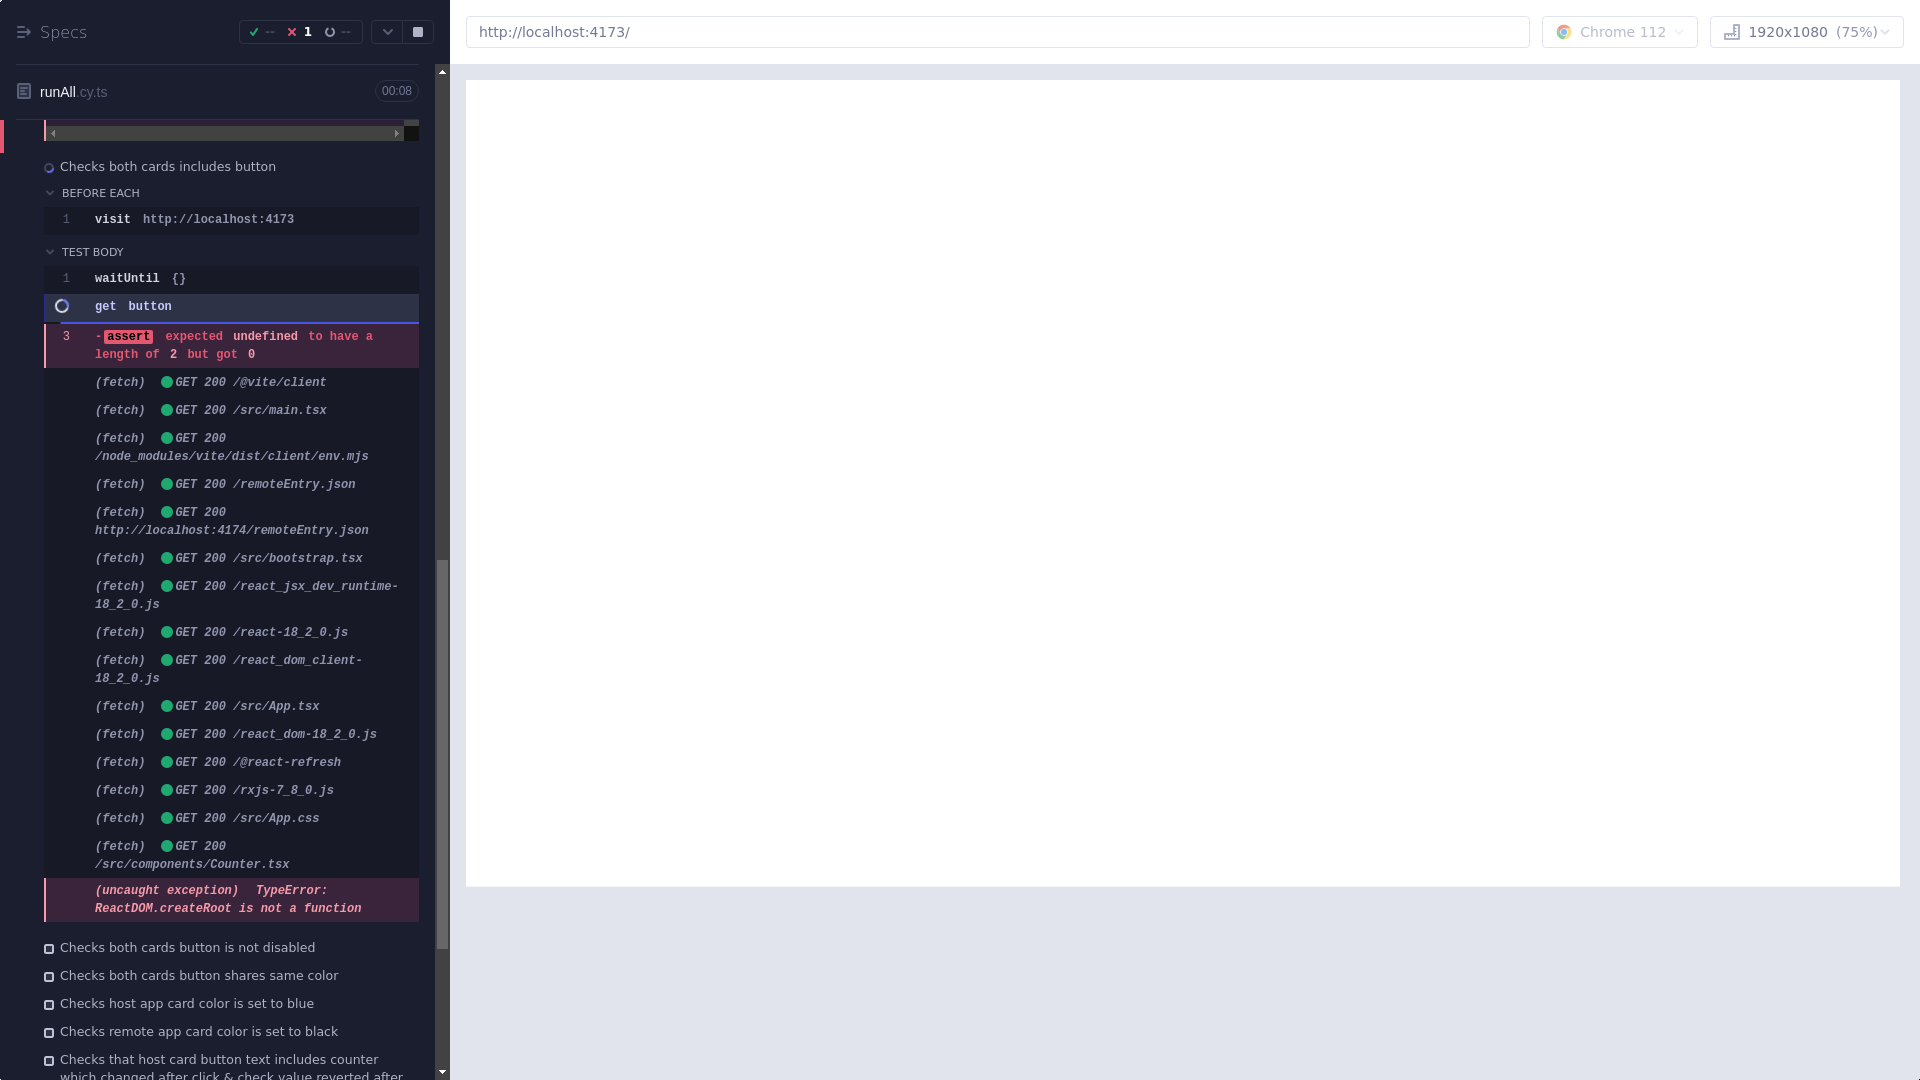 Specs
-- 1 --
http://localhost:4173/
Chrome 112
1920x1080 (75%)
runAll.cy.ts 00:08
Checks both cards includes button
BEFORE EACH
1 visit http://localhost:4173
TEST BODY
1 waitUntil {}
get button
3 -assert expected undefined to have a
length of 2 but got 0
(fetch) GET 200 /@vite/client
(fetch) GET 200 /src/main.tsx
(fetch) GET 200
/node_modules/vite/dist/client/env.mjs
(fetch) GET 200 /remoteEntry.json
(fetch) GET 200
http://localhost:4174/remoteEntry.json
(fetch) GET 200 /src/bootstrap.tsx
(fetch) GET 200 /react_jsx_dev_runtime-
18_2_0.js
(fetch) GET 200 /react-18_2_0.js
(fetch) GET 200 /react_dom_client-
18_2_0.js
(fetch) GET 200 /src/App.tsx
(fetch) GET 200 /react_dom-18_2_0.js
(fetch) GET 200 /@react-refresh
(fetch) GET 200 /rxjs-7_8_0.js
(fetch) GET 200 /src/App.css
(fetch) GET 200
/src/components/Counter.tsx
(uncaught exception) TypeError:
ReactDOM.createRoot is not a function
Checks both cards button is not disabled
Checks both cards button shares same color
Checks host app card color is set to blue
Checks remote app card color is set to black
Checks that host card button text includes counter
which changed after click & check value reverted after